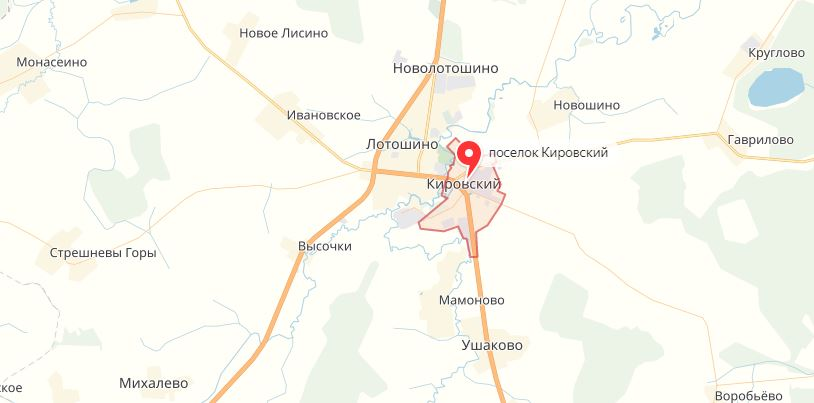 Новое Лисино
Круглово
Монасеино
Новолотошино
Новошино
Ивановское
Гаврилово
Лотошино
поселок Кировский
Кировский
Высочки
Стрешневы Горы
Мамоново
Ушаково
Михалево
ское
Воробьёво